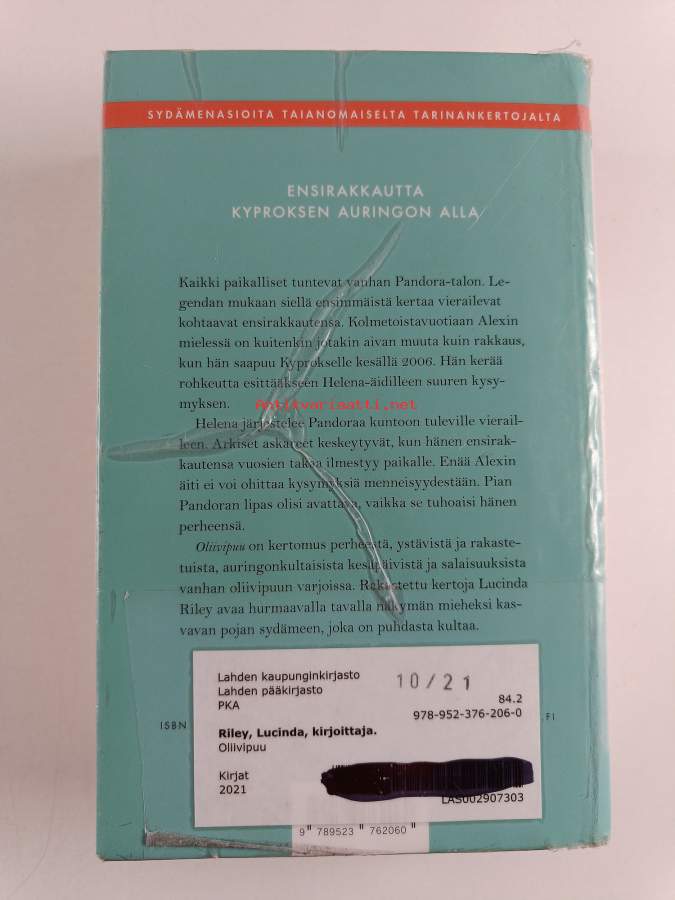 SYDÄMENASIOITA TAIANOMAISELTA TARINANKERTOJALTA
ENSIRAKKAUTTA
KYPROKSEN AURINGON ALLA
Kaikki paikalliset tuntevat vanhan Pandora-talon. Le-
gendan mukaan siellä ensimmäistä kertaa vierailevat
kohtaavat ensirakkautensa. Kolmetoistavuotiaan Alexin
mielessä on kuitenkin jotakin aivan muuta kuin rakkaus,
kun hän saapuu Kyprokselle kesällä 2006. Hän kerää
rohkeutta esittääkseen Helena-äidilleen suuren kysy-
myksen.
Antikvariaatti.net
Helena järjestelee Pandoraa kuntoon tuleville vierail-
leen. Arkiset askareet keskeytyvät, kun hänen ensirak-
kautensa vuosien takaa ilmestyy paikalle. Enää Alexin
äiti ei voi ohittaa kysymyksiä menneisyydestään. Pian
Pandoran lipas olisi avattava, vaikka se tuhoaisi hänen
perheensä.
Oliivipuu on kertomus perheestä, ystävistä ja rakaste-
tuista, auringonkultaisista kesäpäivistä ja salaisuuksista
vanhan oliivipuun varjoissa. Rakastettu kertoja Lucinda
Riley avaa hurmaavalla tavalla näkymän mieheksi kas-
vavan pojan sydämeen, joka on puhdasta kultaa.
Lahden kaupunginkirjasto
Lahden pääkirjasto
PKA
10/21
84.2
978-952-376-206-0
ISBN
.FI
Riley, Lucinda, kirjoittaja.
Oliivipuu
Kirjat
2021
LAS002907303
9 789523 762060